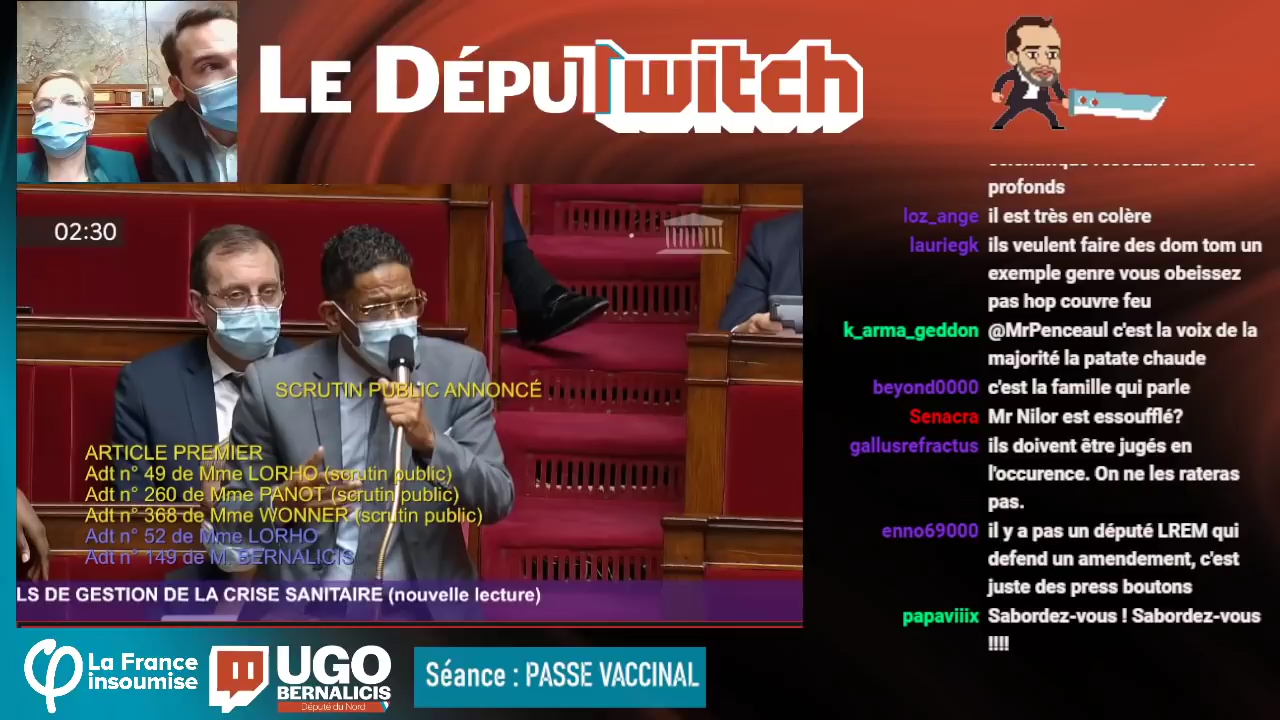 LE DÉPUTwitch
02:30
SCRUTIN PUBLIC ANNONCÉ
ARTICLE PREMIER
Adt n° 49 de Mme LORHO (scrutin public)
Adt n° 260 de Mme PANOT (scrutin public)
Adt n° 368 de Mme WONNER (scrutin public)
Adt n° 52 de Mme LORHO
Adt n° 149 de M. BERNALICIS
LS DE GESTION DE LA CRISE SANITAIRE (nouvelle lecture)
La France
insoumise
UGO
BERNALICIS
Député du Nord
Séance : PASSE VACCINAL
profonds
loz_ange il est très en colère
lauriegk ils veulent faire des dom tom un
exemple genre vous obeissez
pas hop couvre feu
k_arma_geddon @MrPenceaul c'est la voix de la
majorité la patate chaude
beyond0000 c'est la famille qui parle
Senacra Mr Nilor est essoufflé?
gallusrefractus ils doivent être jugés en
l'occurence. On ne les rateras
pas.
enno69000 il y a pas un député LREM qui
defend un amendement, c'est
juste des press boutons
papaviiix Sabordez-vous ! Sabordez-vous
!!!!